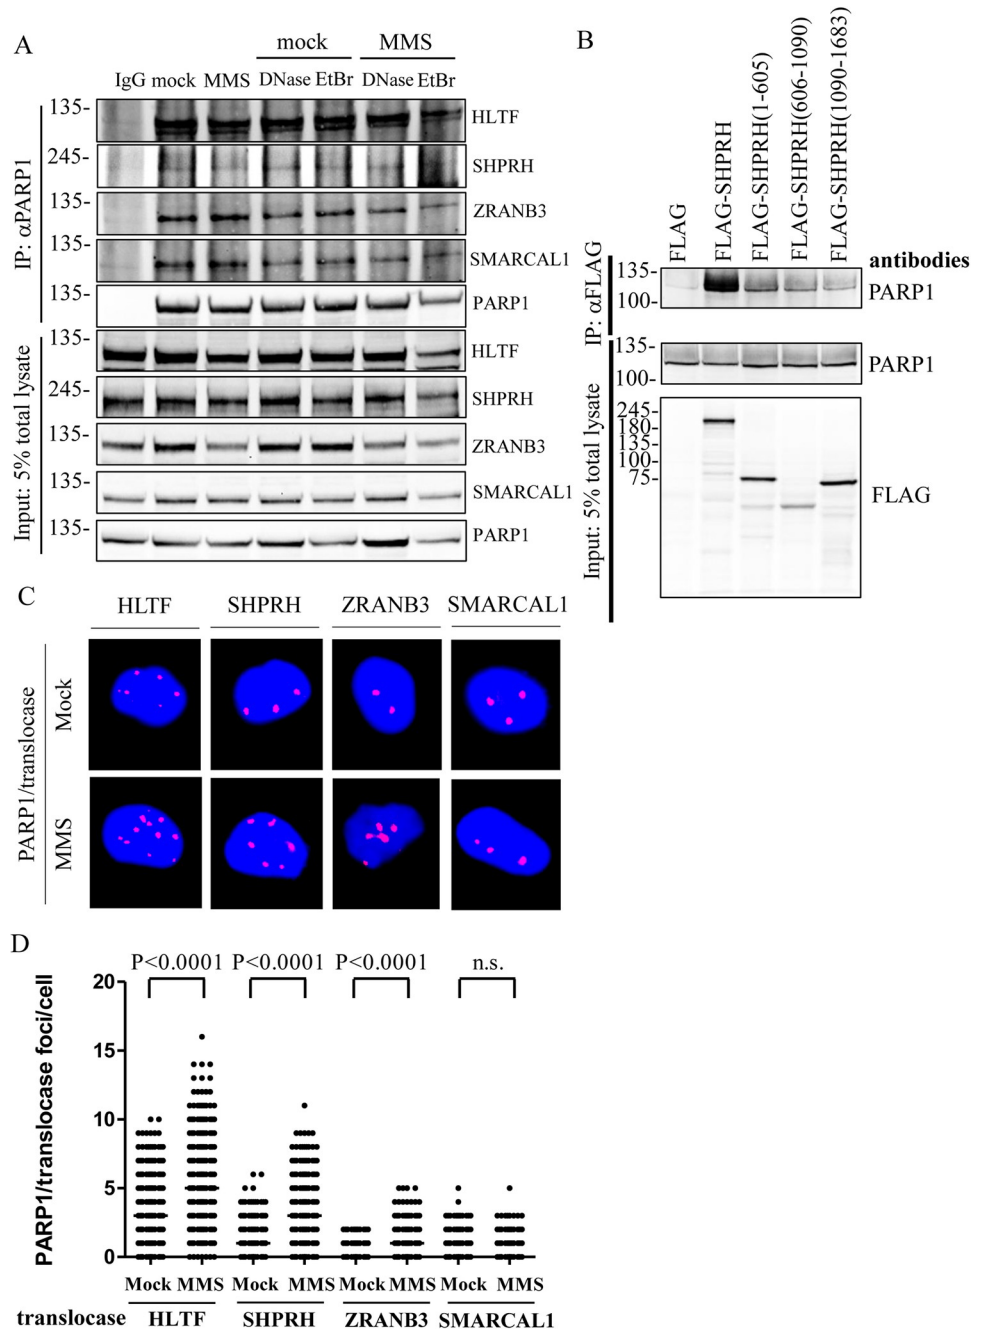 A
mock MMS
IgG mock MMS DNase EtBr DNase EtBr
IP: αPARP1
135- HLTF
245- SHPRH
135- ZRANB3
135- SMARCAL1
135- PARP1
Input: 5% total lysate
135- HLTF
245- SHPRH
135- ZRANB3
135- SMARCAL1
135- PARP1
B
FLAG
FLAG-SHPRH
FLAG-SHPRH(1-605)
FLAG-SHPRH(606-1090)
FLAG-SHPRH(1090-1683)
antibodies
IP: αFLAG
135-
100-
PARP1
Input: 5% total lysate
135-
100-
PARP1
245-
180-
135-
100-
75-
FLAG
C
HLTF SHPRH ZRANB3 SMARCAL1
PARP1/translocase
Mock
MMS
D
P<0.0001 P<0.0001 P<0.0001 n.s.
PARP1/translocase foci/cell
20
15
10
5
0
Mock MMS Mock MMS Mock MMS Mock MMS
translocase HLTF SHPRH ZRANB3 SMARCAL1